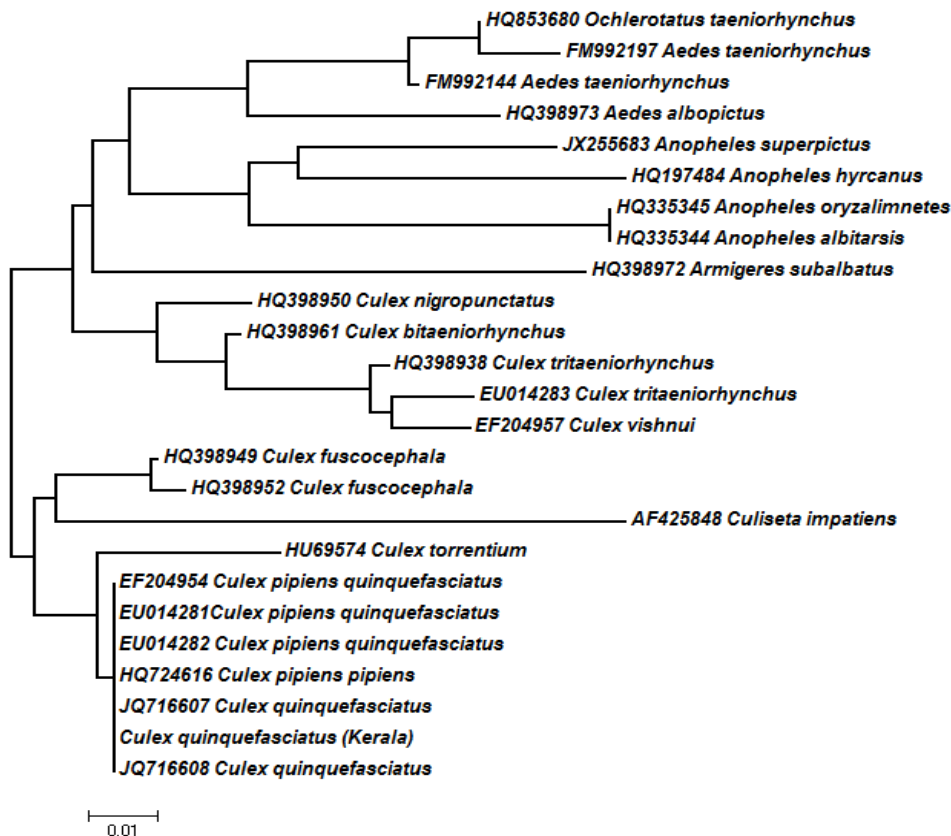 HQ853680 Ochlerotatus taeniorhynchus
FM992197 Aedes taeniorhynchus
FM992144 Aedes taeniorhynchus
HQ398973 Aedes albopictus
JX255683 Anopheles superpictus
HQ197484 Anopheles hyrcanus
HQ335345 Anopheles oryzalimnetes
HQ335344 Anopheles albitarsis
HQ398972 Armigeres subalbatus
HQ398950 Culex nigropunctatus
HQ398961 Culex bitaeniorhynchus
HQ398938 Culex tritaeniorhynchus
EU014283 Culex tritaeniorhynchus
EF204957 Culex vishnui
HQ398949 Culex fuscocephala
HQ398952 Culex fuscocephala
AF425848 Culiseta impatiens
HU69574 Culex torrentium
EF204954 Culex pipiens quinquefasciatus
EU014281Culex pipiens quinquefasciatus
EU014282 Culex pipiens quinquefasciatus
HQ724616 Culex pipiens pipiens
JQ716607 Culex quinquefasciatus
Culex quinquefasciatus (Kerala)
JQ716608 Culex quinquefasciatus
0.01